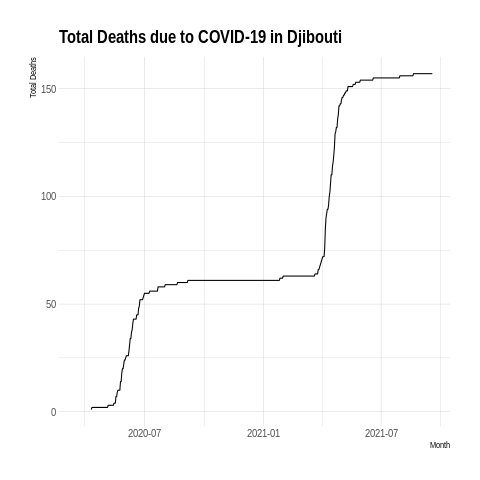 Total Deaths due to COVID-19 in Djibouti
Total Deaths
150
100
50
0
2020-07
2021-01
2021-07
Month